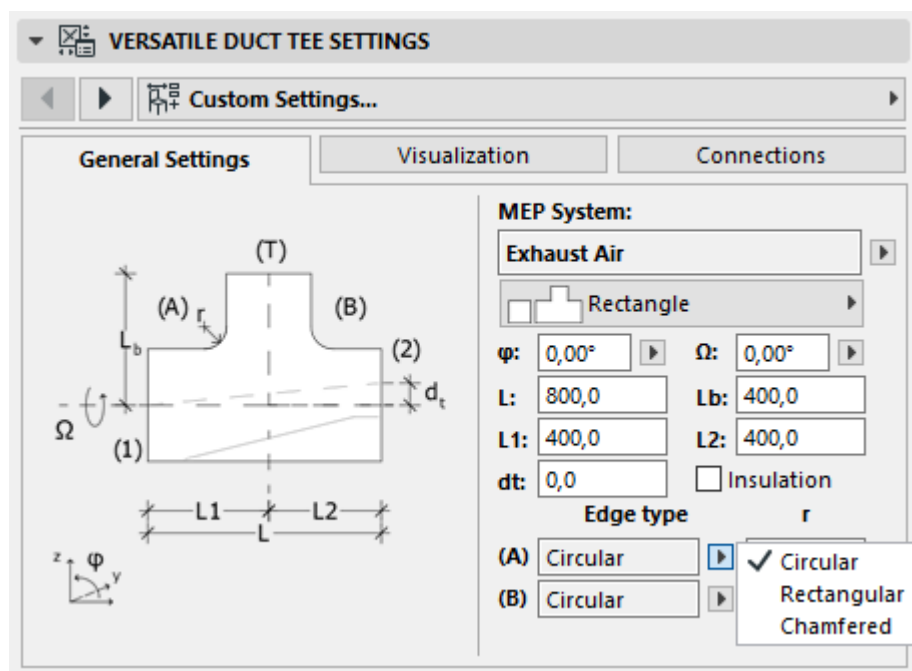 VERSATILE DUCT TEE SETTINGS
Custom Settings...
General Settings
Visualization
Connections
(T)
(A)
r
(B)
Lb
(2)
dt
Ω
(1)
L1
L2
L
z
φ
y
MEP System:
Exhaust Air
Rectangle
φ: 0,00° Ω: 0,00°
L: 800,0 Lb: 400,0
L1: 400,0 L2: 400,0
dt: 0,0 Insulation
Edge type r
(A) Circular
(B) Circular
Circular
Rectangular
Chamfered